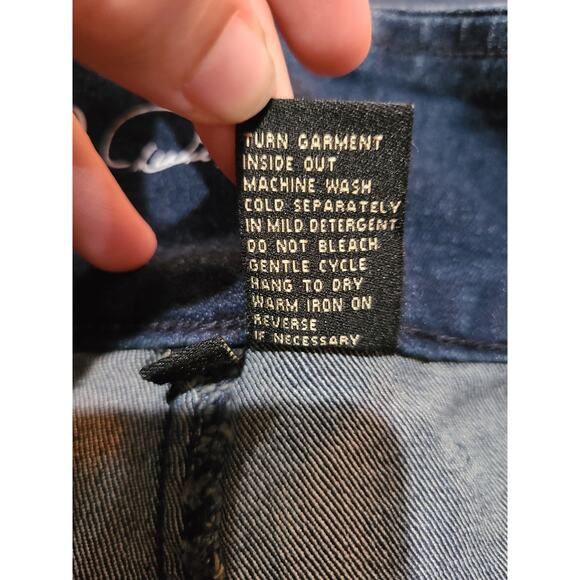 TURN GARMENT
INSIDE OUT
MACHINE WASH
COLD SEPARATELY
IN MILD DETERGENT
DO NOT BLEACH
GENTLE CYCLE
HANG TO DRY
WARM IRON ON
REVERSE
IF NECESSARY